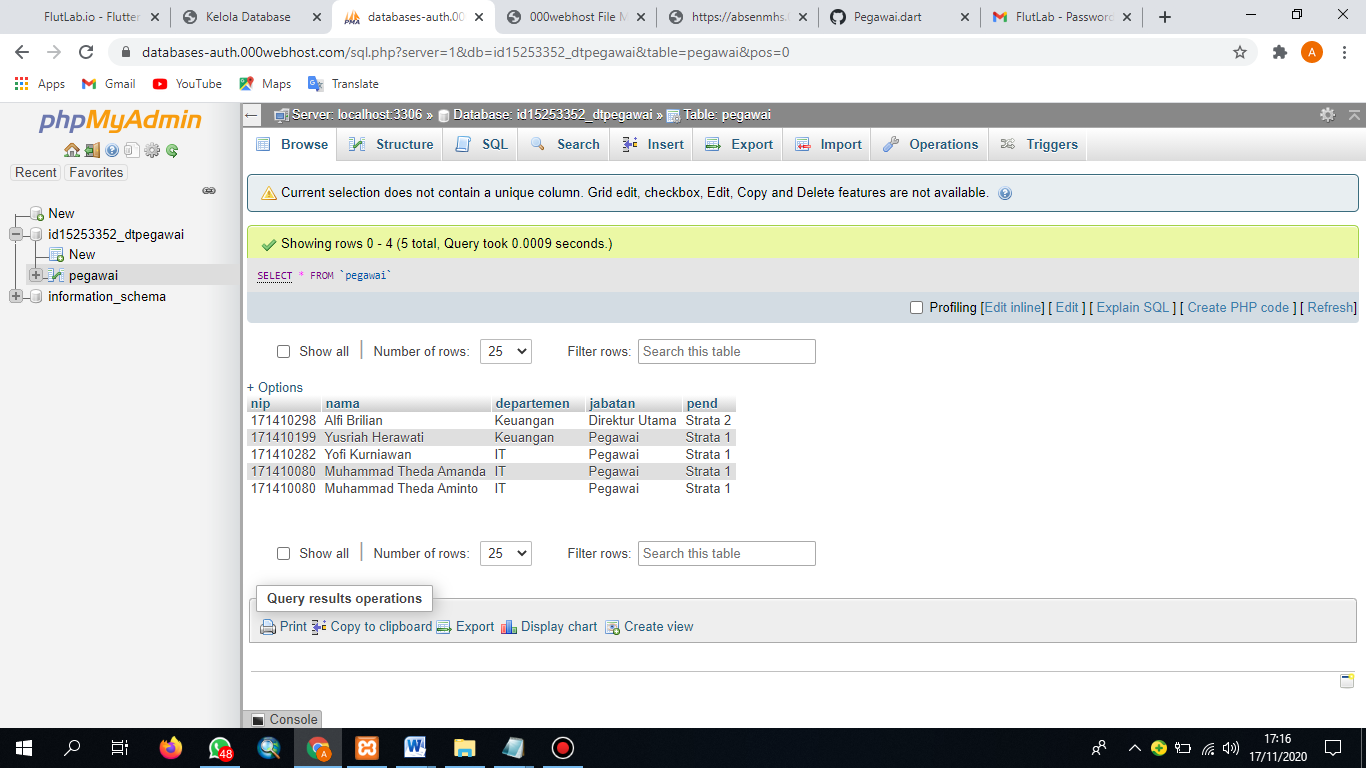 FlutLab.io - Flutter
Kelola Database
databases-auth.00
000webhost File M
https://absenmhs.
Pegawai.dart
FlutLab - Password
databases-auth.000webhost.com/sql.php?server=1&db=id15253352_dtpegawai&table=pegawai&pos=0
A
Apps
Gmail
YouTube
Maps
Translate
phpMyAdmin
Recent
Favorites
New
id15253352_dtpegawai
New
pegawai
information_schema
Server: localhost:3306 » Database: id15253352_dtpegawai » Table: pegawai
Browse
Structure
SQL
Search
Insert
Export
Import
Operations
Triggers
Current selection does not contain a unique column. Grid edit, checkbox, Edit, Copy and Delete features are not available.
Showing rows 0 - 4 (5 total, Query took 0.0009 seconds.)
SELECT * FROM `pegawai`
Profiling [Edit inline] [ Edit ] [ Explain SQL ] [ Create PHP code ] [ Refresh]
Show all | Number of rows: 25 Filter rows: Search this table
+ Options
nip nama departemen jabatan pend
171410298 Alfi Brilian Keuangan Direktur Utama Strata 2
171410199 Yusriah Herawati Keuangan Pegawai Strata 1
171410282 Yofi Kurniawan IT Pegawai Strata 1
171410080 Muhammad Theda Amanda IT Pegawai Strata 1
171410080 Muhammad Theda Aminto IT Pegawai Strata 1
Show all | Number of rows: 25 Filter rows: Search this table
Query results operations
Print Copy to clipboard Export Display chart Create view
Console
48
A
17:16
17/11/2020